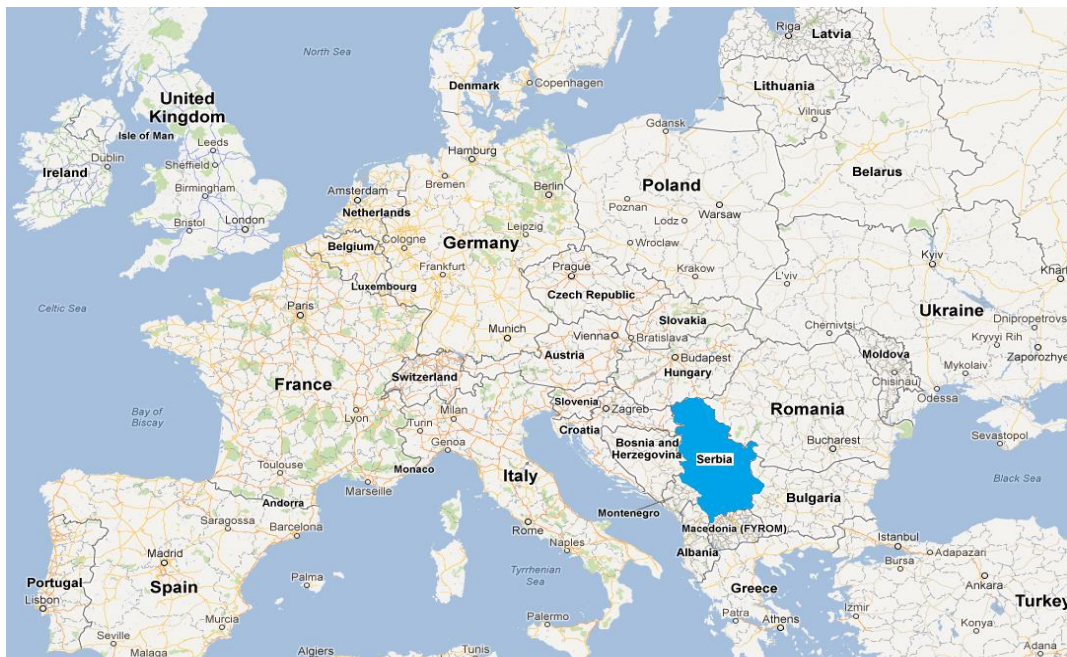 North Sea
Riga
Latvia
Denmark
Copenhagen
Lithuania
Vilnius
United
Kingdom
Isle of Man
Leeds
Gdansk
Dublin
Ireland
Sheffield
Hamburg
Bremen
Belarus
Birmingham
Amsterdam
Berlin
Poland
Poznan
Warsaw
Netherlands
Bristol
London
Leipzig
Lodz
Belgium
Cologne
Germany
Wroclaw
Kyiv
Frankfurt
Prague
Krakow
L'viv
Khark
Luxembourg
Czech Republic
Celtic Sea
Paris
Ukraine
Slovakia
Dnipropetrovs
Munich
Vienna
Bratislava
Chernivtsi
Kryvyi Rih
Austria
Budapest
Moldova
Zaporozhye
Hungary
Mykolaiv
Switzerland
Chisinau
France
Odessa
Slovenia
Zagreb
Bay of
Biscay
Lyon
Milan
Romania
Turin
Croatia
Genoa
Bosnia and
Herzegovina
Bucharest
Sevastopol
Serbia
Toulouse
Monaco
Italy
Black Sea
Marseille
Bulgaria
Andorra
Montenegro
Saragossa
Barcelona
Rome
Macedonia (FYROM)
Istanbul
Naples
Albania
Adapazari
Bursa
Madrid
Tyrrhenian
Sea
Portugal
Spain
Palma
Greece
Ankara
Lisbon
Turkey
Izmir
Murcia
Palermo
Patra
Athens
Konya
Seville
Malaga
Algiers
Tunis
Adana